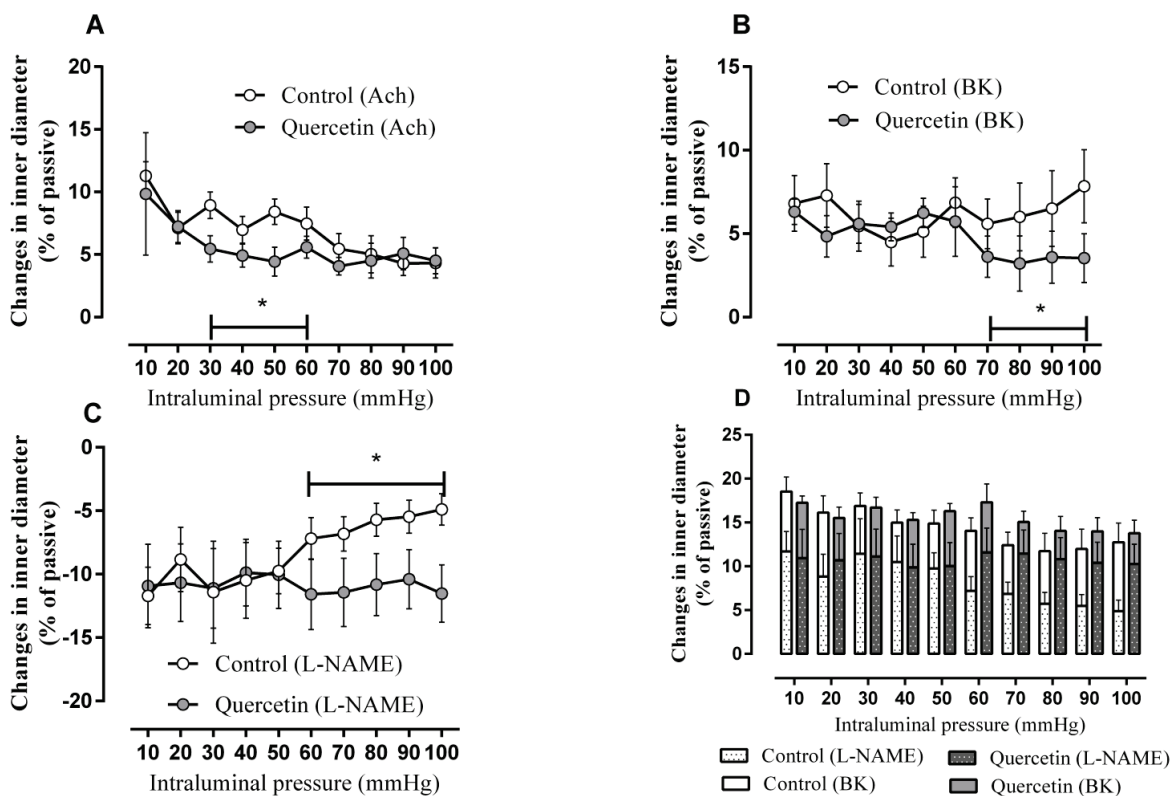 A
Changes in inner diameter
(% of passive)
20
15
10
5
0
Control (Ach)
Quercetin (Ach)
*
10 20 30 40 50 60 70 80 90 100
Intraluminal pressure (mmHg)
B
Changes in inner diameter
(% of passive)
15
10
5
0
Control (BK)
Quercetin (BK)
*
10 20 30 40 50 60 70 80 90 100
Intraluminal pressure (mmHg)
C
Changes in inner diameter
(% of passive)
0
-5
-10
-15
-20
*
Control (L-NAME)
Quercetin (L-NAME)
10 20 30 40 50 60 70 80 90 100
Intraluminal pressure (mmHg)
D
Changes in inner diameter
(% of passive)
25
20
15
10
5
0
10 20 30 40 50 60 70 80 90 100
Intraluminal pressure (mmHg)
Control (L-NAME) Quercetin (L-NAME)
Control (BK) Quercetin (BK)